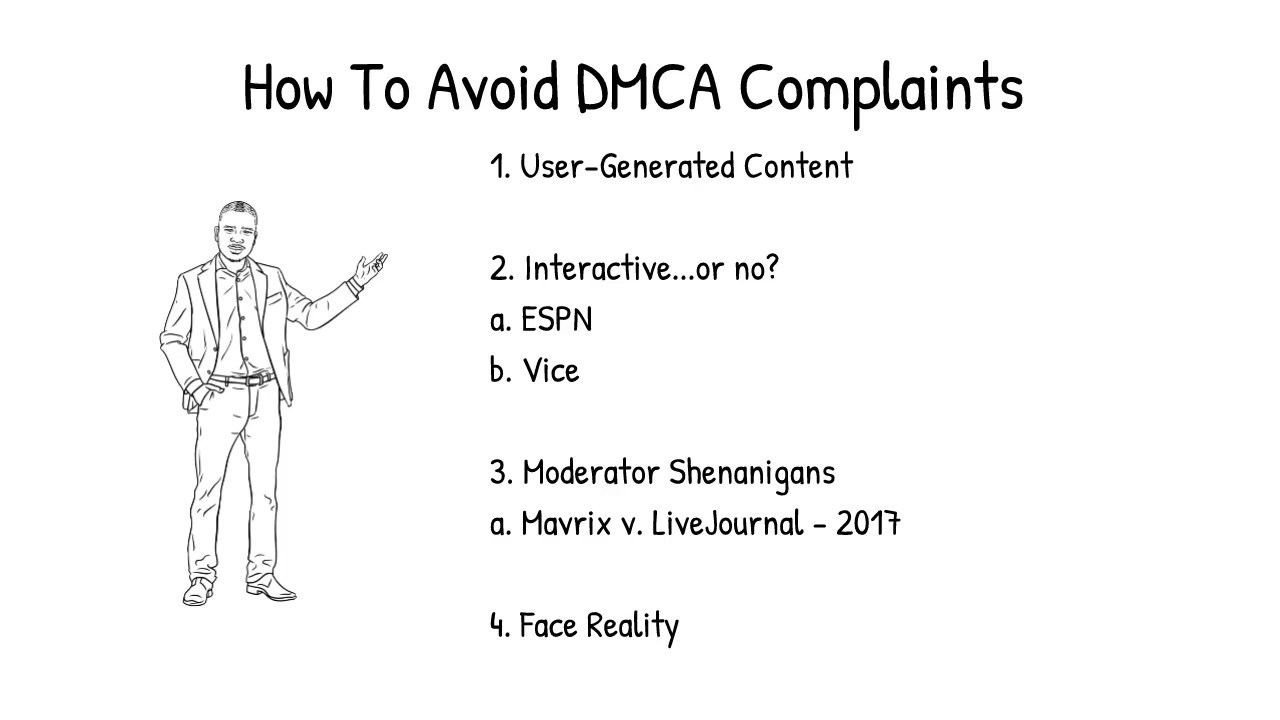 How To Avoid DMCA Complaints
1. User-Generated Content
2. Interactive...or no?
a. ESPN
b. Vice
3. Moderator Shenanigans
a. Mavrix v. LiveJournal - 2017
4. Face Reality